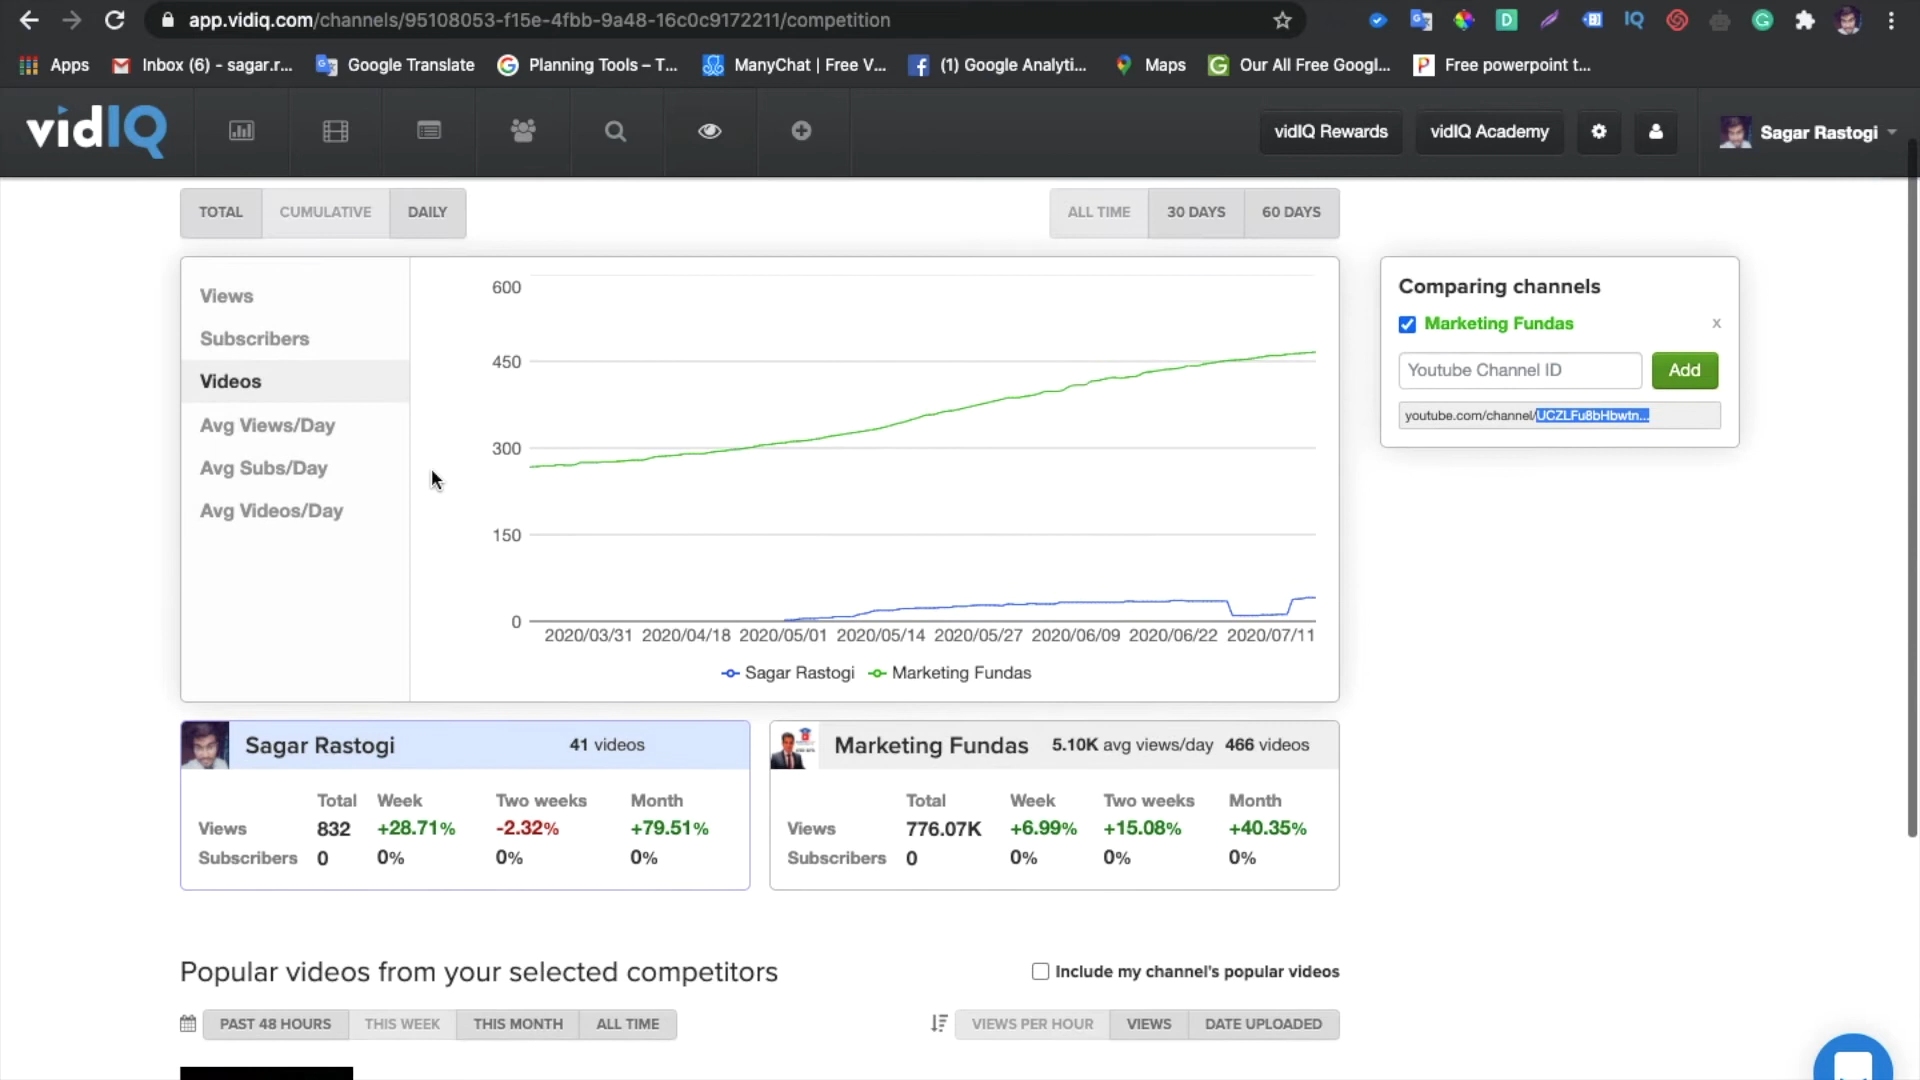 app.vidiq.com/channels/95108053-f15e-4fbb-9a48-16c0c9172211/competition
Apps Inbox (6) - sagar.r... Google Translate Planning Tools – T... ManyChat | Free V... (1) Google Analyti... Maps Our All Free Googl... Free powerpoint t...
vidIQ vidIQ Rewards vidIQ Academy Sagar Rastogi
TOTAL CUMULATIVE DAILY ALL TIME 30 DAYS 60 DAYS
Views
Subscribers
Videos
Avg Views/Day
Avg Subs/Day
Avg Videos/Day
600
450
300
150
0
2020/03/31 2020/04/18 2020/05/01 2020/05/14 2020/05/27 2020/06/09 2020/06/22 2020/07/11
Sagar Rastogi Marketing Fundas
Comparing channels
Marketing Fundas x
Youtube Channel ID Add
youtube.com/channel/UCZLFu8bHbwtn...
Sagar Rastogi 41 videos
Total Week Two weeks Month
Views 832 +28.71% -2.32% +79.51%
Subscribers 0 0% 0% 0%
Marketing Fundas 5.10K avg views/day 466 videos
Total Week Two weeks Month
Views 776.07K +6.99% +15.08% +40.35%
Subscribers 0 0% 0% 0%
Popular videos from your selected competitors Include my channel's popular videos
PAST 48 HOURS THIS WEEK THIS MONTH ALL TIME VIEWS PER HOUR VIEWS DATE UPLOADED